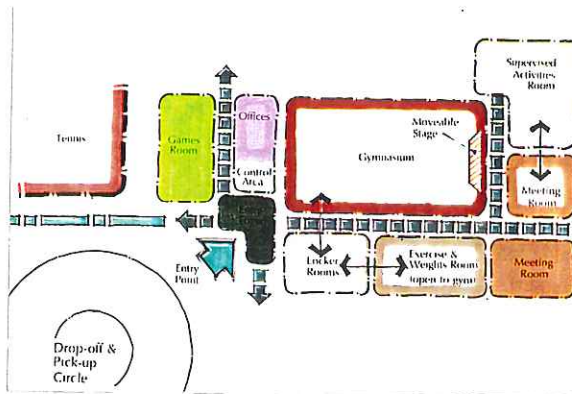 Supervised
Activities
Room
Moveable
Stage
Offices
Tennis
Games
Room
Gymnasium
Control
Area
Meeting
Room
Entry
Point
Locker
Rooms
Exercise &
Weights Room
(open to gym)
Meeting
Room
Drop-off &
Pick-up
Circle